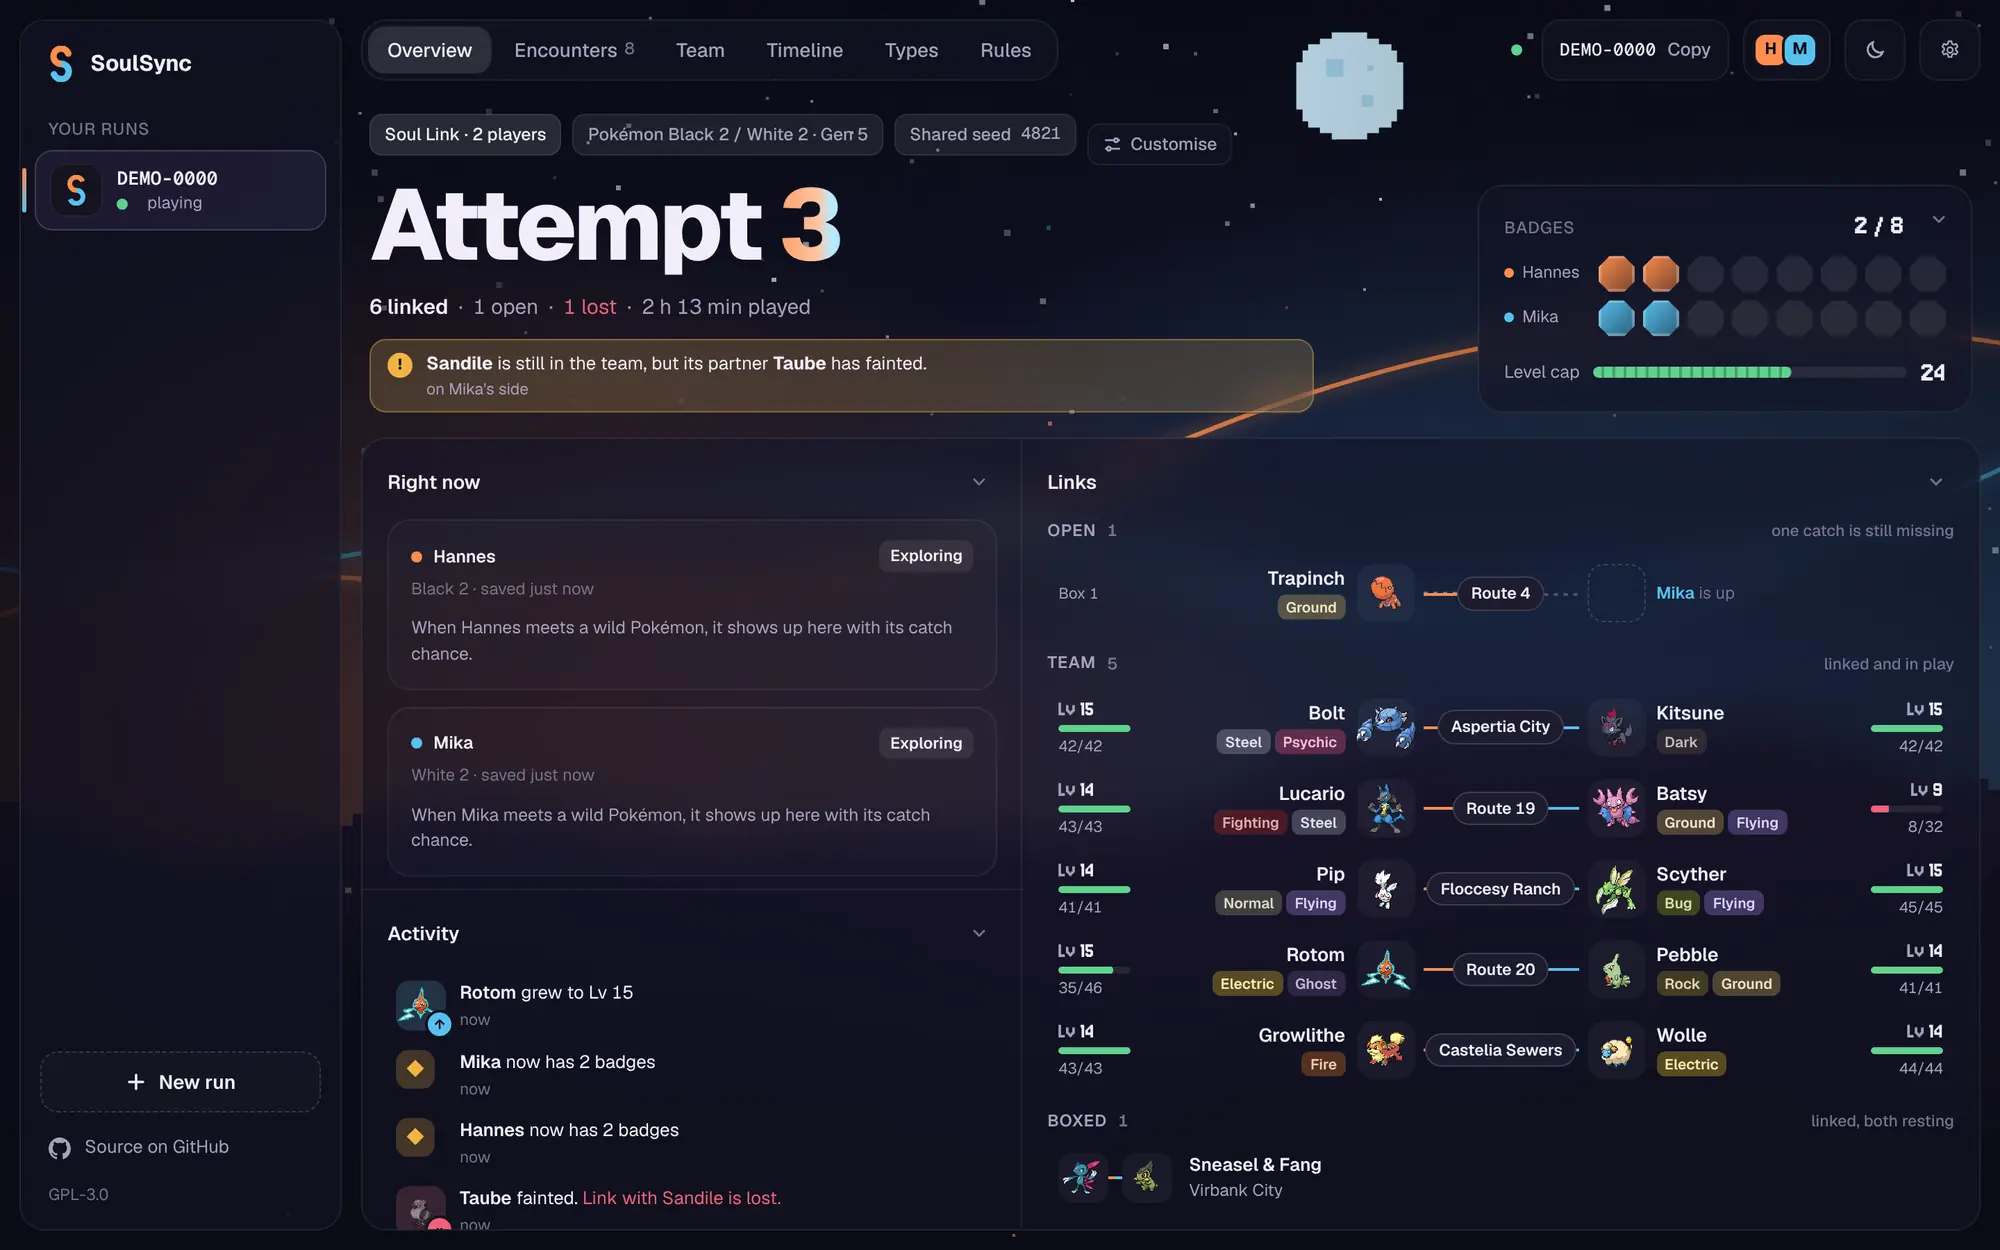 SoulSync
YOUR RUNS
DEMO-0000
playing
New run
Source on GitHub
GPL-3.0
Overview
Encounters 8
Team
Timeline
Types
Rules
DEMO-0000 Copy
H M
Soul Link · 2 players
Pokémon Black 2 / White 2 · Gen 5
Shared seed 4821
Customise
Attempt 3
6 linked · 1 open · 1 lost · 2 h 13 min played
! Sandile is still in the team, but its partner Taube has fainted.
on Mika's side
BADGES 2 / 8
Hannes
Mika
Level cap 24
Right now
Hannes Exploring
Black 2 · saved just now
When Hannes meets a wild Pokémon, it shows up here with its catch
chance.
Mika Exploring
White 2 · saved just now
When Mika meets a wild Pokémon, it shows up here with its catch
chance.
Activity
Rotom grew to Lv 15
now
Mika now has 2 badges
now
Hannes now has 2 badges
now
Taube fainted. Link with Sandile is lost.
now
Links
OPEN 1 one catch is still missing
Box 1 Trapinch Ground Route 4 Mika is up
TEAM 5 linked and in play
Lv 15 Bolt Kitsune Lv 15
Aspertia City
42/42 Steel Psychic Dark 42/42
Lv 14 Lucario Batsy Lv 9
Route 19
43/43 Fighting Steel Ground Flying 8/32
Lv 14 Pip Scyther Lv 15
Floccesy Ranch
41/41 Normal Flying Bug Flying 45/45
Lv 15 Rotom Pebble Lv 14
Route 20
35/46 Electric Ghost Rock Ground 41/41
Lv 14 Growlithe Wolle Lv 14
Castelia Sewers
43/43 Fire Electric 44/44
BOXED 1 linked, both resting
Sneasel & Fang
Virbank City